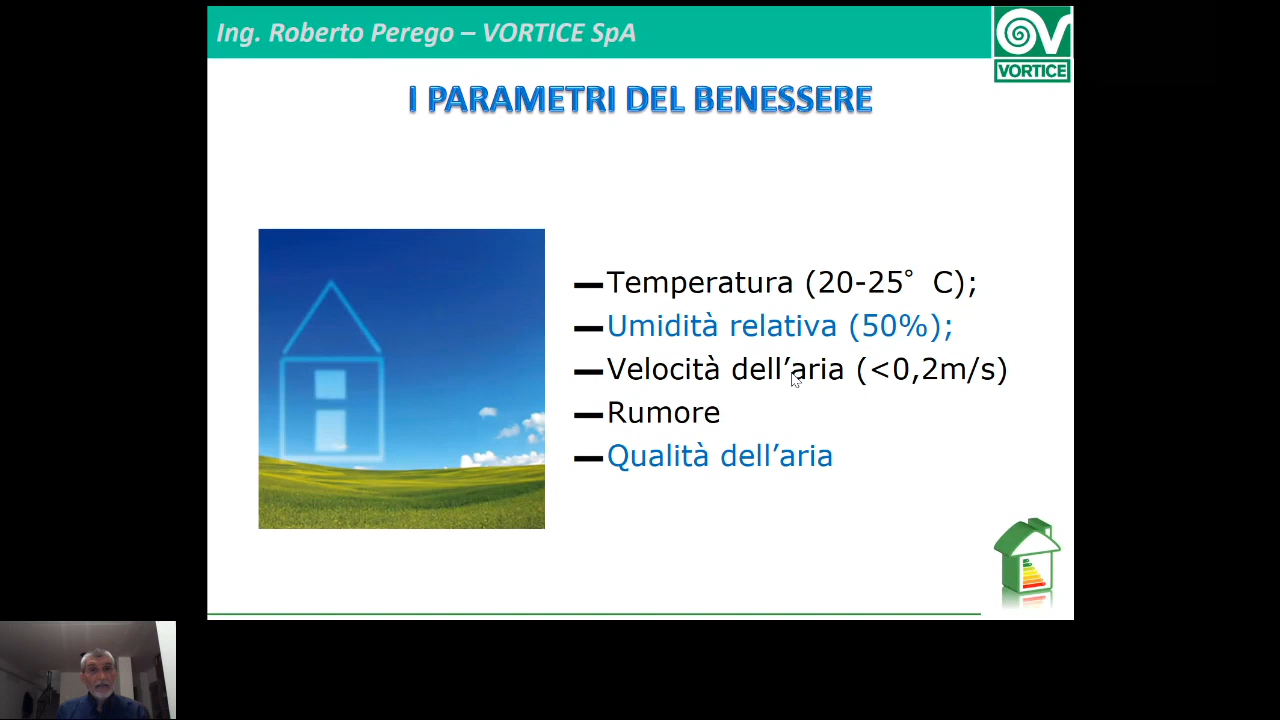 Ing. Roberto Perego – VORTICE SpA
VORTICE
I PARAMETRI DEL BENESSERE
Temperatura (20-25° C);
Umidità relativa (50%);
Velocità dell’aria (<0,2m/s)
Rumore
Qualità dell’aria